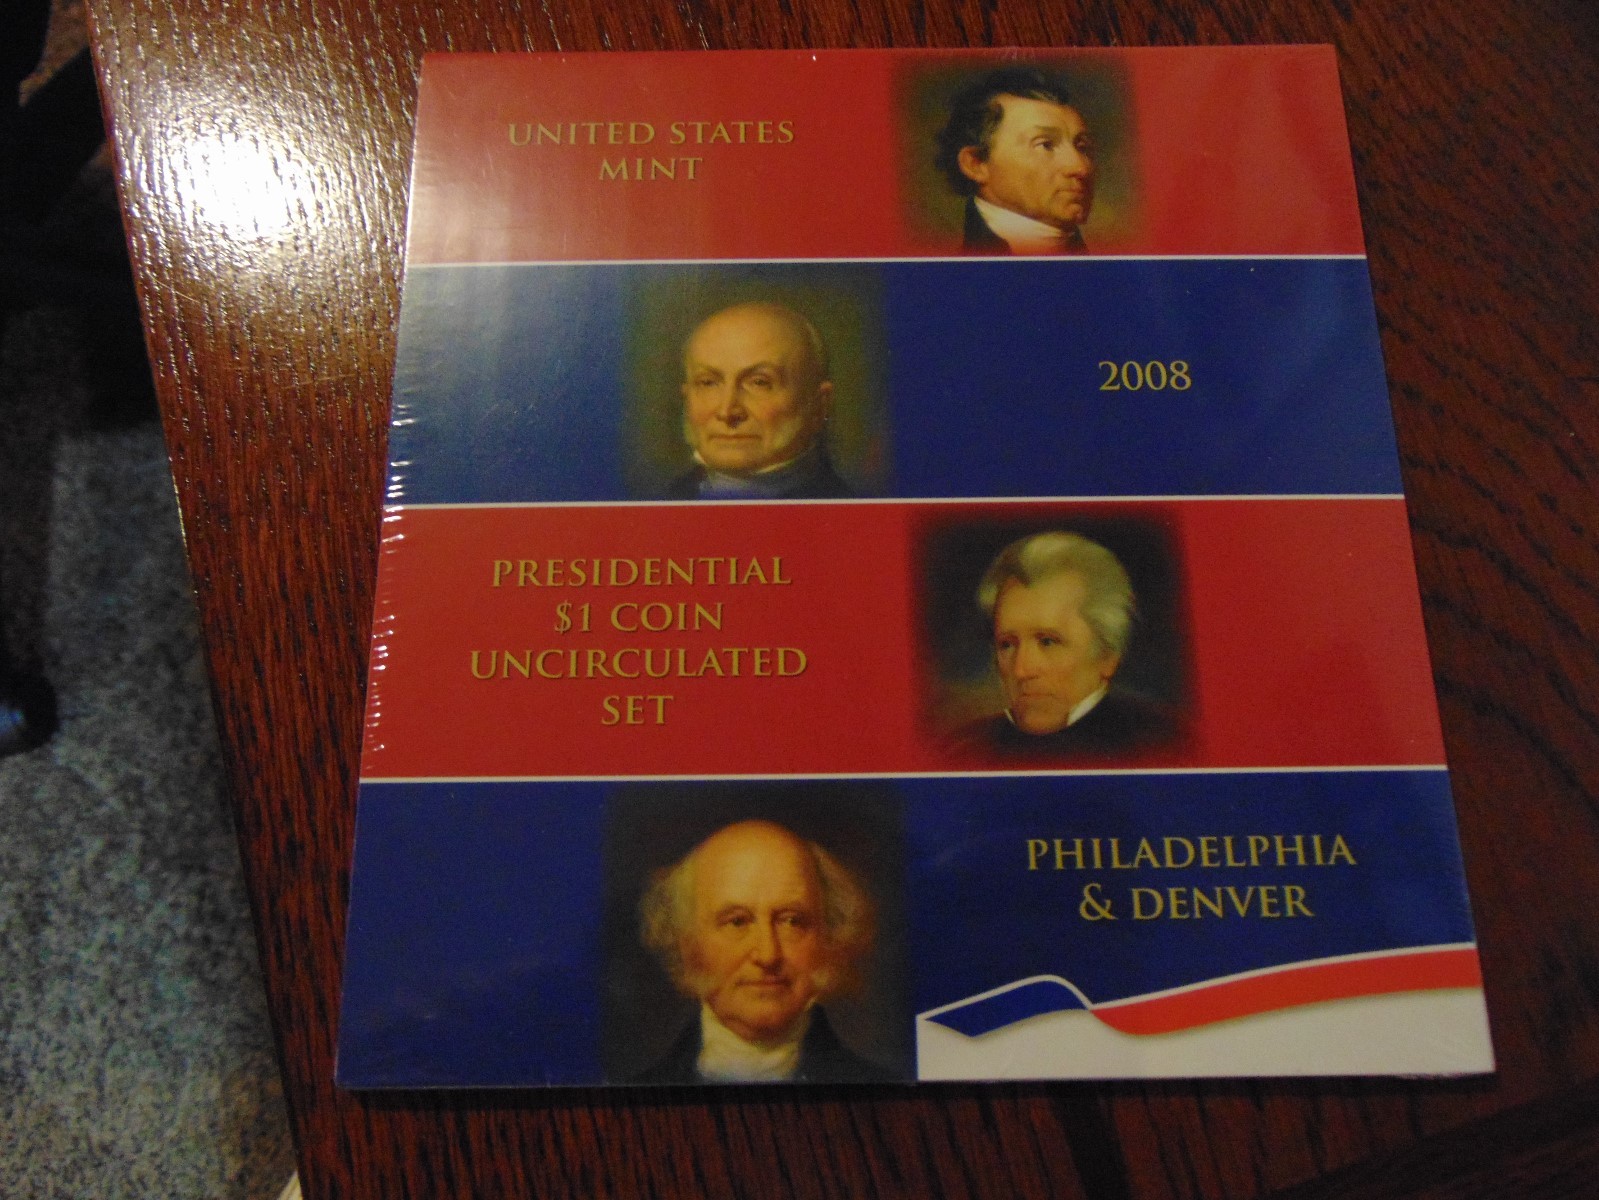 UNITED STATES
MINT
2008
PRESIDENTIAL
$1 COIN
UNCIRCULATED
SET
PHILADELPHIA
& DENVER